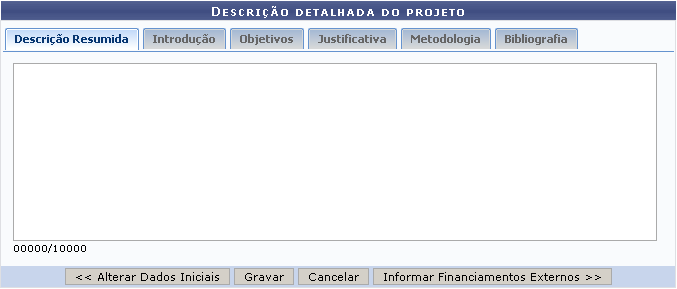 Descrição detalhada do projeto
Descrição Resumida Introdução Objetivos Justificativa Metodologia Bibliografia
00000/10000
<< Alterar Dados Iniciais Gravar Cancelar Informar Financiamentos Externos >>